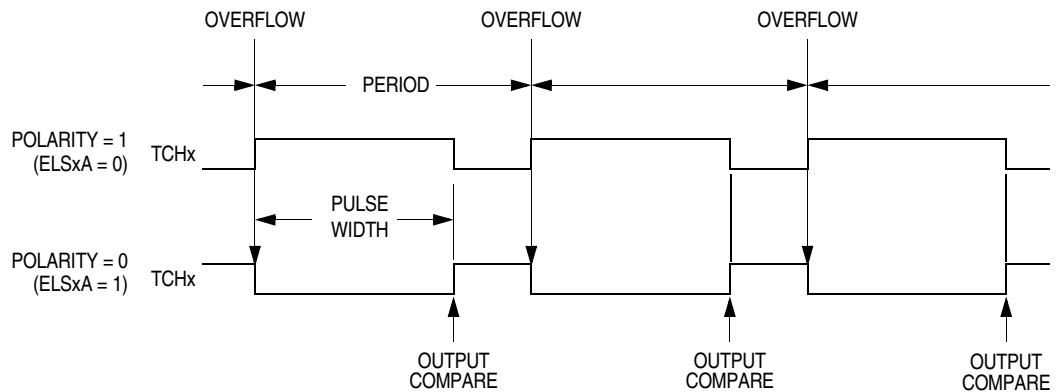 OVERFLOW OVERFLOW OVERFLOW
PERIOD
POLARITY = 1
(ELSxA = 0)
TCHx
PULSE
WIDTH
POLARITY = 0
(ELSxA = 1)
TCHx
OUTPUT
COMPARE
OUTPUT
COMPARE
OUTPUT
COMPARE